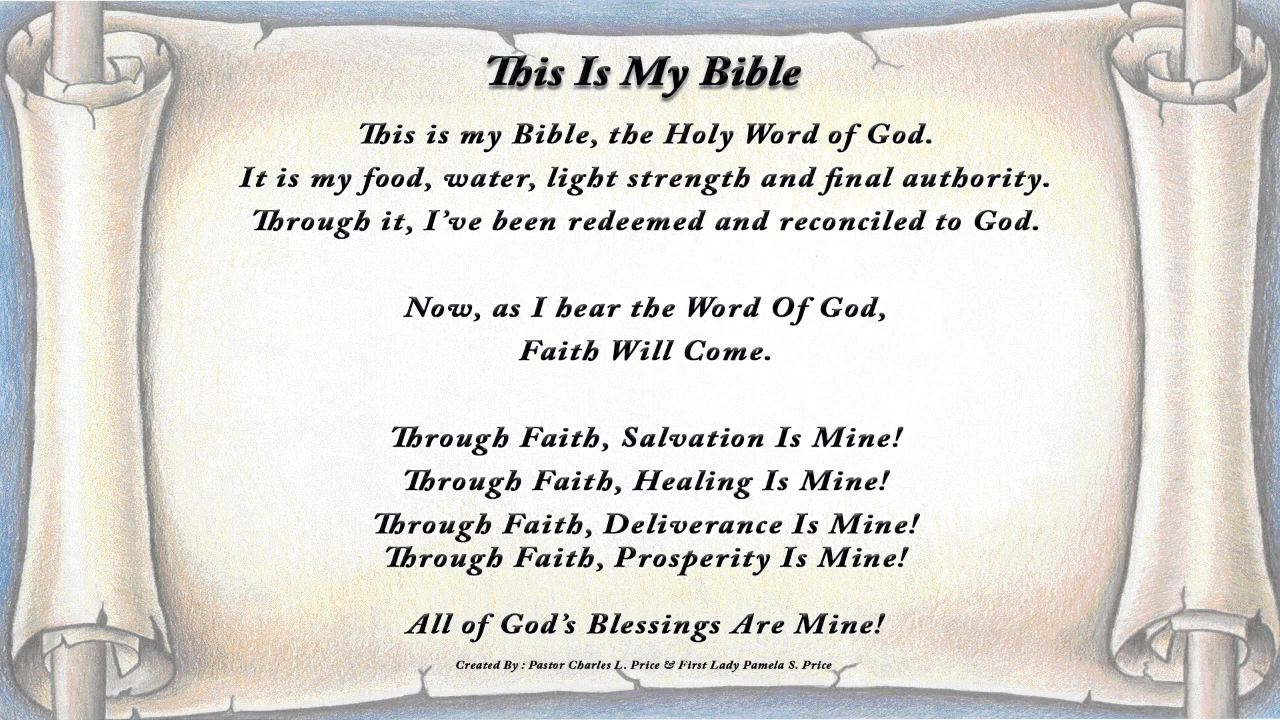 This Is My Bible
This is my Bible, the Holy Word of God.
It is my food, water, light strength and final authority.
Through it, I've been redeemed and reconciled to God.
Now, as I hear the Word Of God,
Faith Will Come.
Through Faith, Salvation Is Mine!
Through Faith, Healing Is Mine!
Through Faith, Deliverance Is Mine!
Through Faith, Prosperity Is Mine!
All of God's Blessings Are Mine!
Created By : Pastor Charles L. Price & First Lady Pamela S. Price